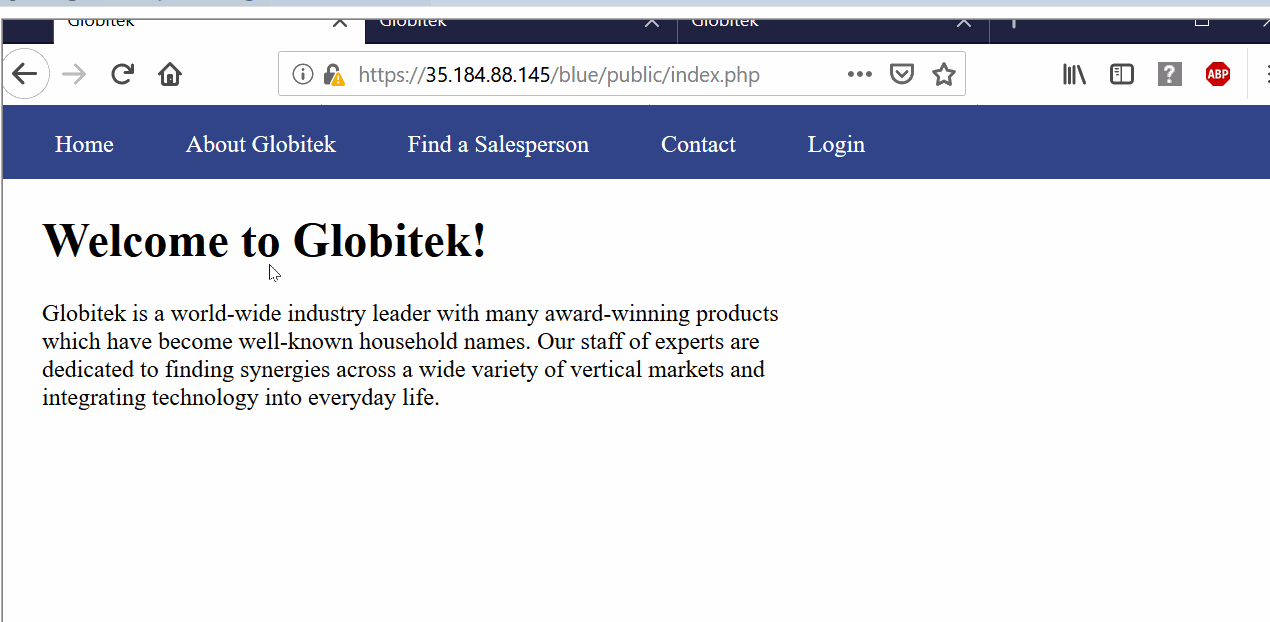 Globitek Globitek Globitek
https://35.184.88.145/blue/public/index.php
ABP
Home About Globitek Find a Salesperson Contact Login
Welcome to Globitek!
Globitek is a world-wide industry leader with many award-winning products
which have become well-known household names. Our staff of experts are
dedicated to finding synergies across a wide variety of vertical markets and
integrating technology into everyday life.